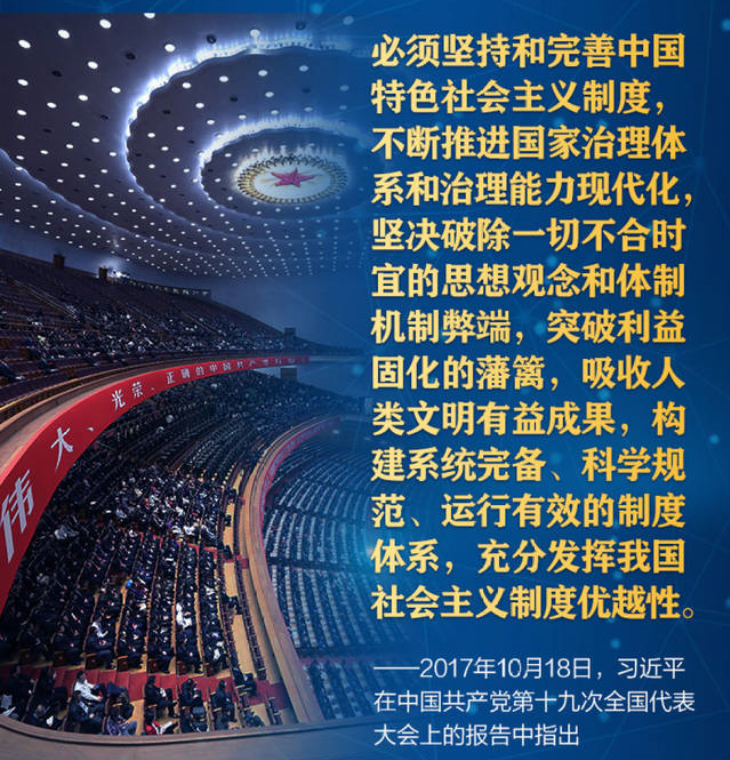 必须坚持和完善中国
特色社会主义制度，
不断推进国家治理体
系和治理能力现代化，
坚决破除一切不合时
宜的思想观念和体制
机制弊端，突破利益
固化的藩篱，吸收人
类文明有益成果，构
建系统完备、科学规
范、运行有效的制度
体系，充分发挥我国
社会主义制度优越性。
——2017年10月18日，习近平
在中国共产党第十九次全国代表
大会上的报告中指出
伟大、光荣、正确的中国共产党